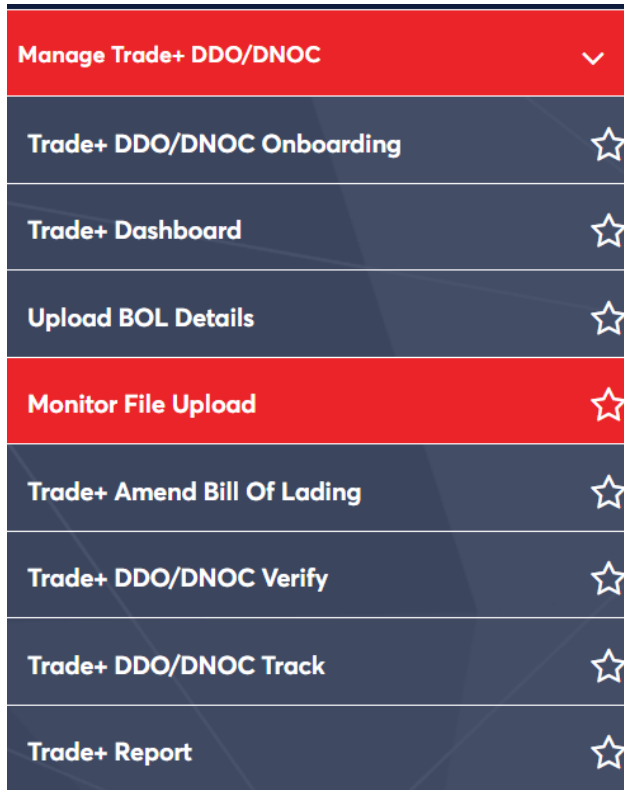 Manage Trade+ DDO/DNOC
Trade+ DDO/DNOC Onboarding
Trade+ Dashboard
Upload BOL Details
Monitor File Upload
Trade+ Amend Bill Of Lading
Trade+ DDO/DNOC Verify
Trade+ DDO/DNOC Track
Trade+ Report